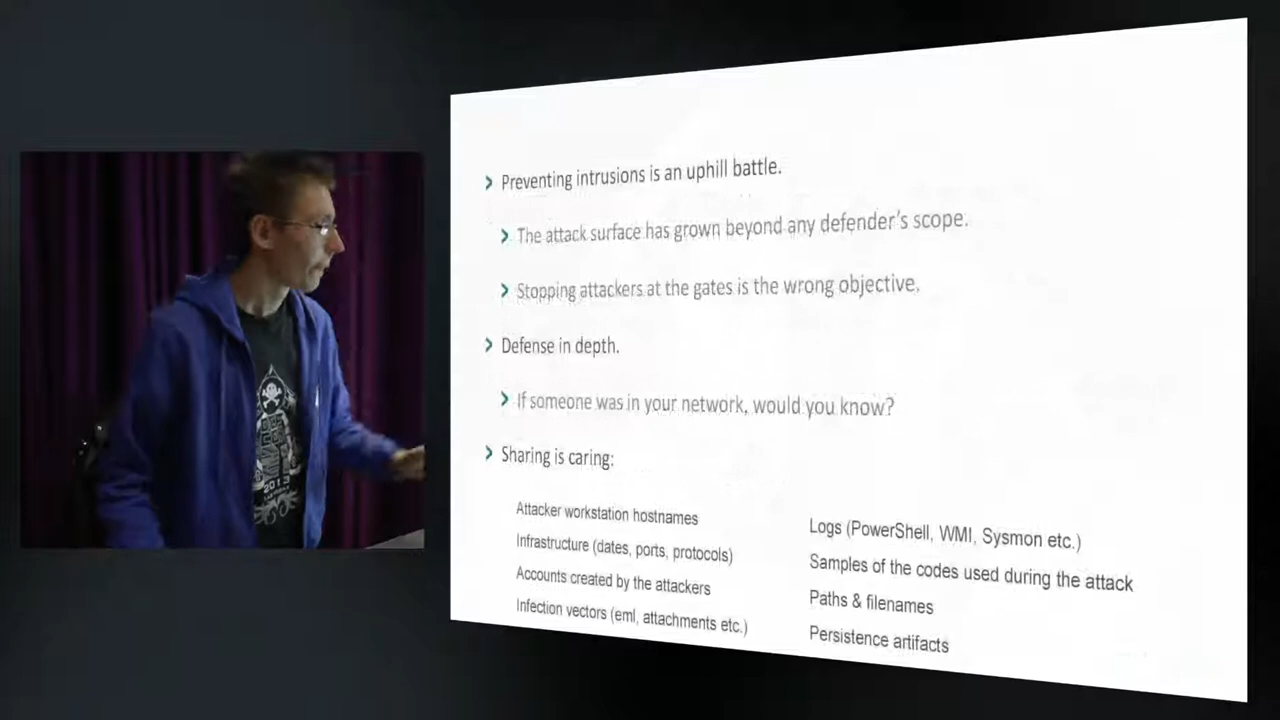 Preventing intrusions is an uphill battle.
The attack surface has grown beyond any defender's scope.
Stopping attackers at the gates is the wrong objective.
Defense in depth.
If someone was in your network, would you know?
Sharing is caring:
Attacker workstation hostnames
Infrastructure (dates, ports, protocols)
Accounts created by the attackers
Infection vectors (eml, attachments etc.)
Logs (PowerShell, WMI, Sysmon etc.)
Samples of the codes used during the attack
Paths & filenames
Persistence artifacts
2013